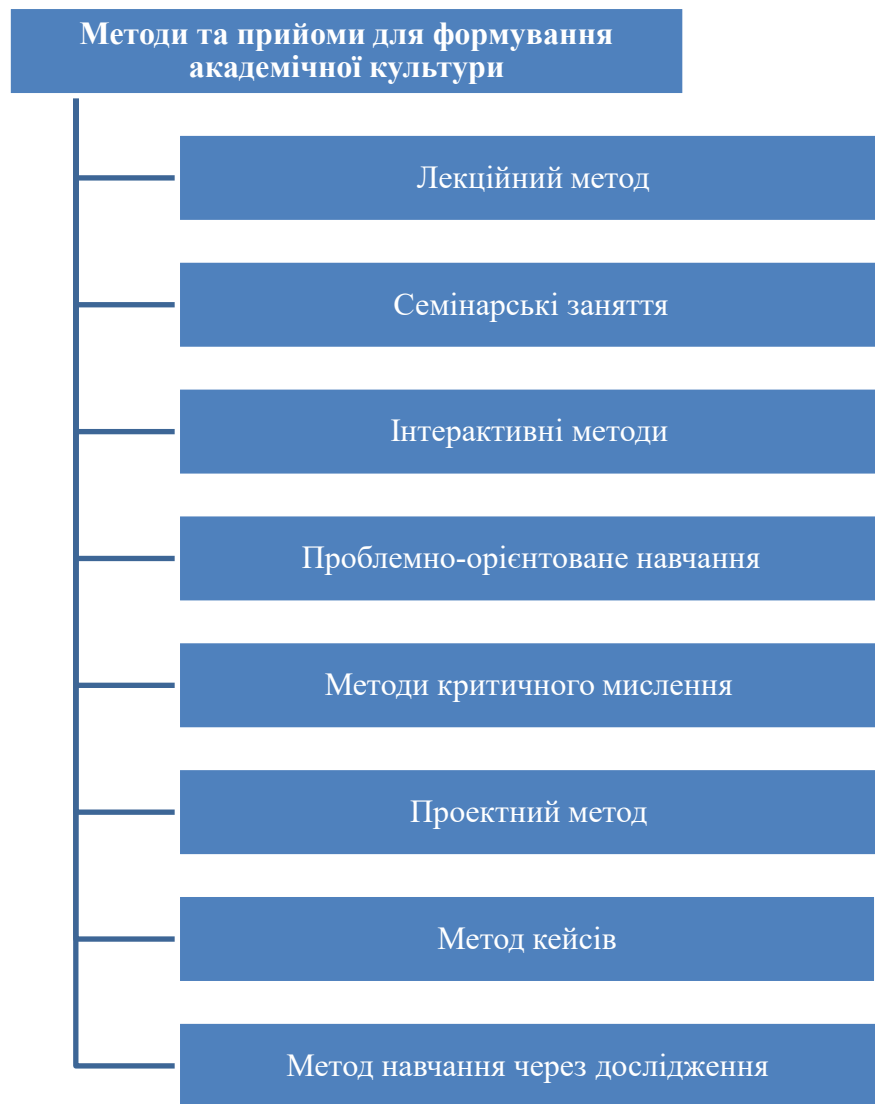 Методи та прийоми для формування
академічної культури
Лекційний метод
Семінарські заняття
Інтерактивні методи
Проблемно-орієнтоване навчання
Методи критичного мислення
Проектний метод
Метод кейсів
Метод навчання через дослідження